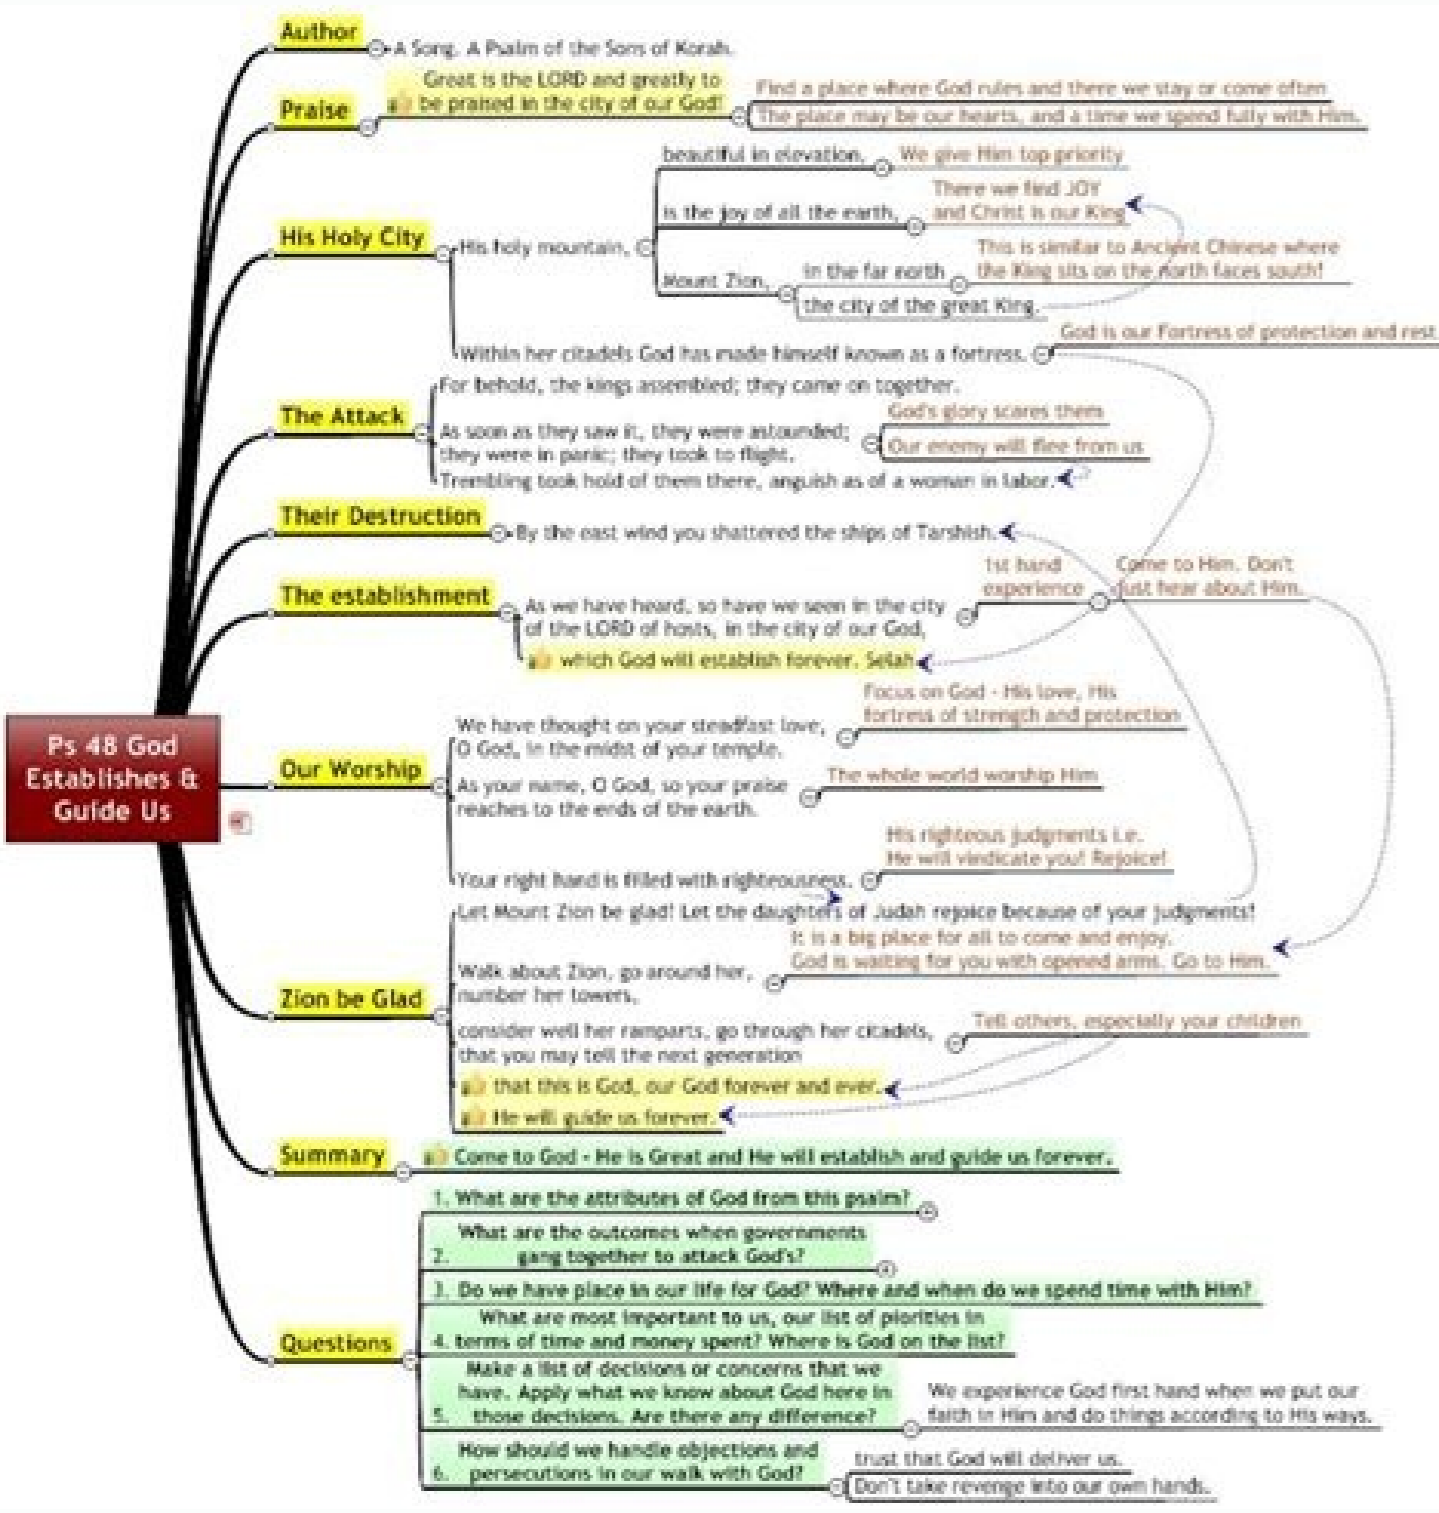 Ps 48 God
Establishes &
Guide Us
Author
A Song. A Psalm of the Sons of Korah.
Praise
Great is the LORD and greatly to
be praised in the city of our God!
Find a place where God rules and there we stay or come often
The place may be our hearts, and a time we spend fully with Him.
His Holy City
His holy mountain,
beautiful in elevation,
We give Him top priority
is the joy of all the earth,
There we find JOY
and Christ is our King
Mount Zion,
in the far north
This is similar to Ancient Chinese where
the King sits on the north faces south!
the city of the great King.
Within her citadels God has made himself known as a fortress.
God is our Fortress of protection and rest
The Attack
For behold, the kings assembled; they came on together.
As soon as they saw it, they were astounded;
they were in panic; they took to flight.
God's glory scares them
Our enemy will flee from us
Trembling took hold of them there, anguish as of a woman in labor.
Their Destruction
By the east wind you shattered the ships of Tarshish.
The establishment
As we have heard, so have we seen in the city
of the LORD of hosts, in the city of our God,
1st hand
experience
Come to Him. Don't
just hear about Him.
which God will establish forever. Selah
Our Worship
We have thought on your steadfast love,
O God, in the midst of your temple.
Focus on God - His love, His
fortress of strength and protection
As your name, O God, so your praise
reaches to the ends of the earth.
The whole world worship Him
Your right hand is filled with righteousness.
His righteous judgments i.e.
He will vindicate you! Rejoice!
Zion be Glad
Let Mount Zion be glad! Let the daughters of Judah rejoice because of your judgments!
Walk about Zion, go around her,
number her towers,
It is a big place for all to come and enjoy.
God is waiting for you with opened arms. Go to Him.
consider well her ramparts, go through her citadels,
that you may tell the next generation
Tell others, especially your children
that this is God, our God forever and ever.
He will guide us forever.
Summary
Come to God - He is Great and He will establish and guide us forever.
Questions
1. What are the attributes of God from this psalm?
What are the outcomes when governments
2. gang together to attack God's?
3. Do we have place in our life for God? Where and when do we spend time with Him?
What are most important to us, our list of piorities in
4. terms of time and money spent? Where is God on the list?
Make a list of decisions or concerns that we
have. Apply what we know about God here in
5. those decisions. Are there any difference?
We experience God first hand when we put our
faith in Him and do things according to His ways.
How should we handle objections and
6. persecutions in our walk with God?
trust that God will deliver us.
Don't take revenge into our own hands.